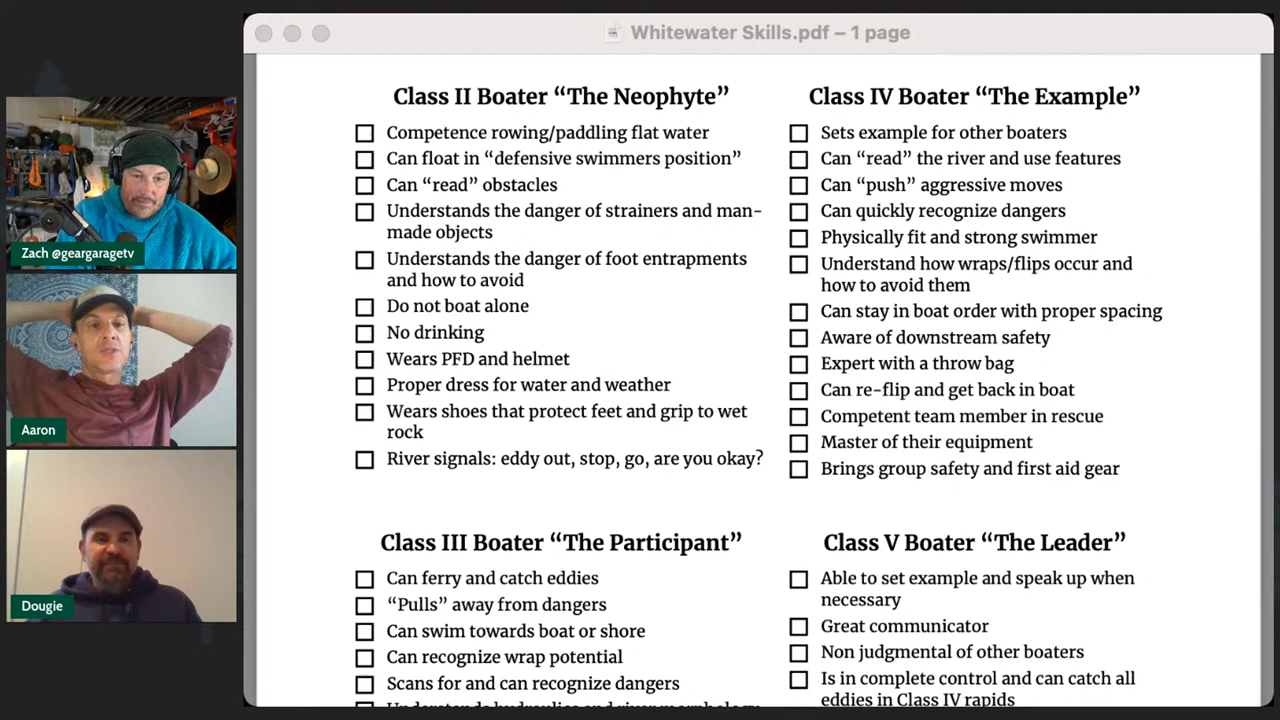 Whitewater Skills.pdf – 1 page
Class II Boater “The Neophyte”
Competence rowing/paddling flat water
Can float in “defensive swimmers position”
Can “read” obstacles
Understands the danger of strainers and man-
made objects
Understands the danger of foot entrapments
and how to avoid
Do not boat alone
No drinking
Wears PFD and helmet
Proper dress for water and weather
Wears shoes that protect feet and grip to wet
rock
River signals: eddy out, stop, go, are you okay?
Class III Boater “The Participant”
Can ferry and catch eddies
“Pulls” away from dangers
Can swim towards boat or shore
Can recognize wrap potential
Scans for and can recognize dangers
Understands hydraulics and river morphology
Class IV Boater “The Example”
Sets example for other boaters
Can “read” the river and use features
Can “push” aggressive moves
Can quickly recognize dangers
Physically fit and strong swimmer
Understand how wraps/flips occur and
how to avoid them
Can stay in boat order with proper spacing
Aware of downstream safety
Expert with a throw bag
Can re-flip and get back in boat
Competent team member in rescue
Master of their equipment
Brings group safety and first aid gear
Class V Boater “The Leader”
Able to set example and speak up when
necessary
Great communicator
Non judgmental of other boaters
Is in complete control and can catch all
eddies in Class IV rapids
Zach @geargaragetv
Aaron
Dougie